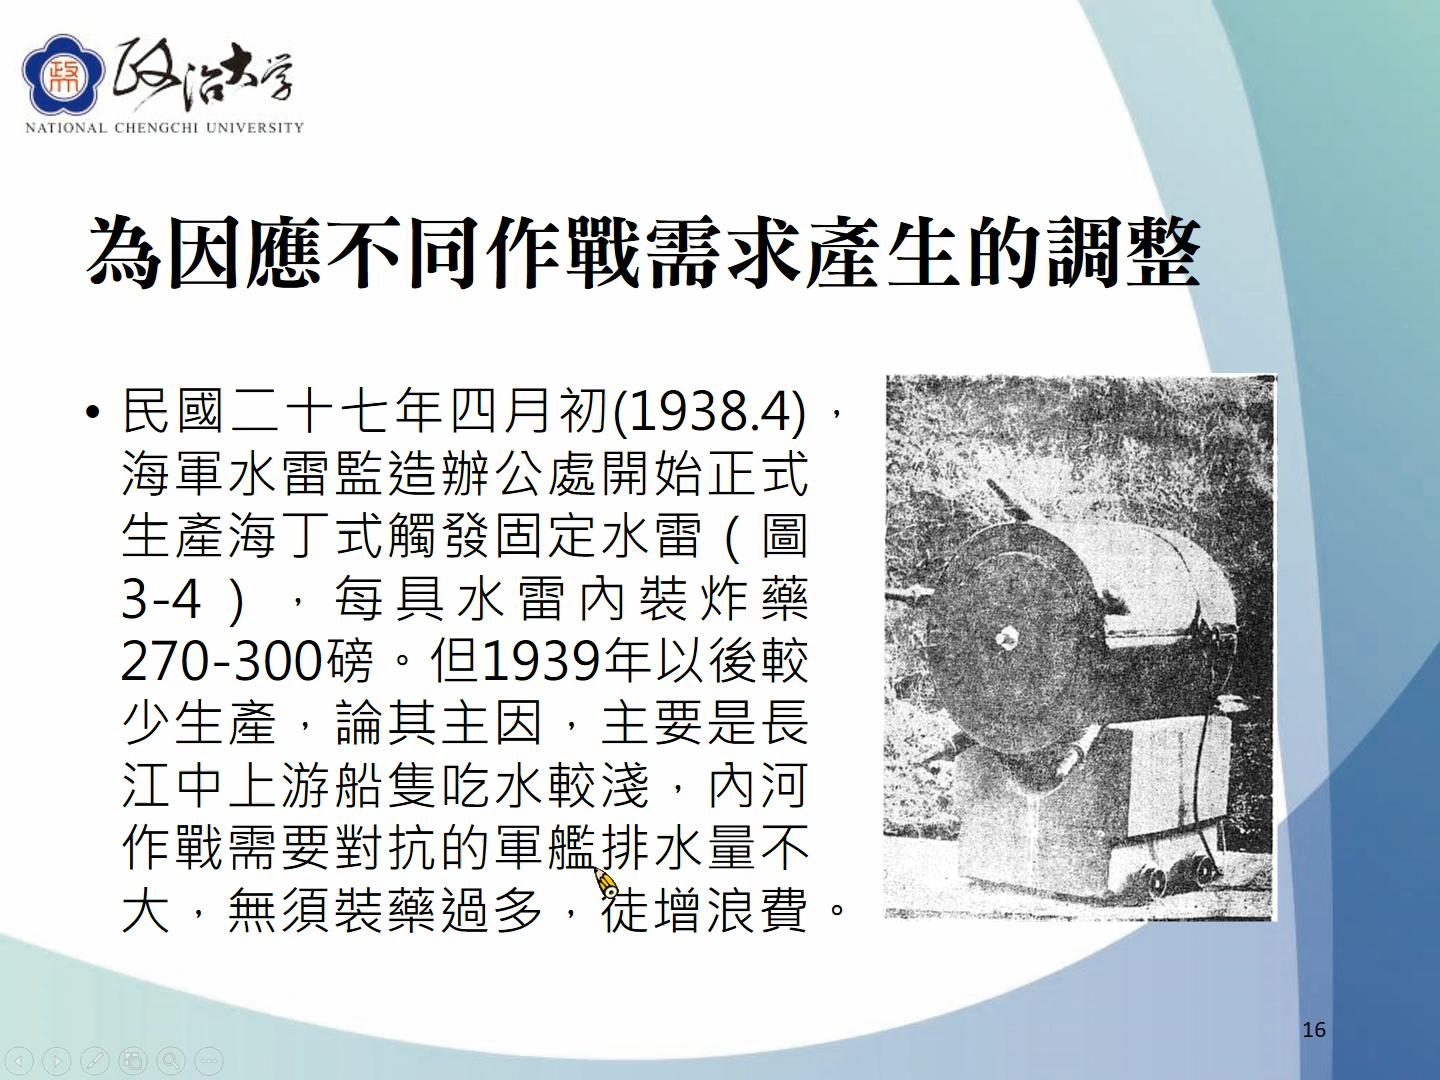 政治大学
NATIONAL CHENGCHI UNIVERSITY
為因應不同作戰需求產生的調整
• 民國二十七年四月初(1938.4)，
海軍水雷監造辦公處開始正式
生產海丁式觸發固定水雷（圖
3-4），每具水雷內裝炸藥
270-300磅。但1939年以後較
少生產，論其主因，主要是長
江中上游船隻吃水較淺，內河
作戰需要對抗的軍艦排水量不
大，無須裝藥過多，徒增浪費。
16